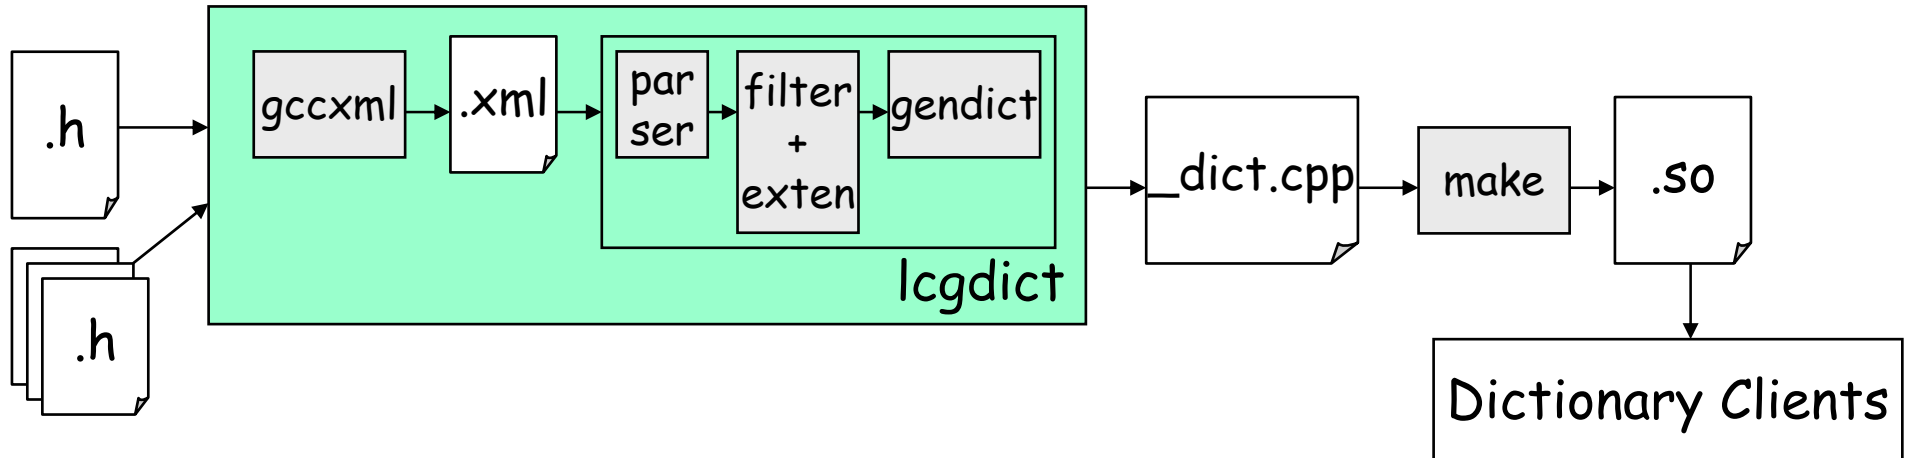 .h
.h
gccxml
.xml
par
ser
filter
+
exten
gendict
lcgdict
_dict.cpp
make
.so
Dictionary Clients